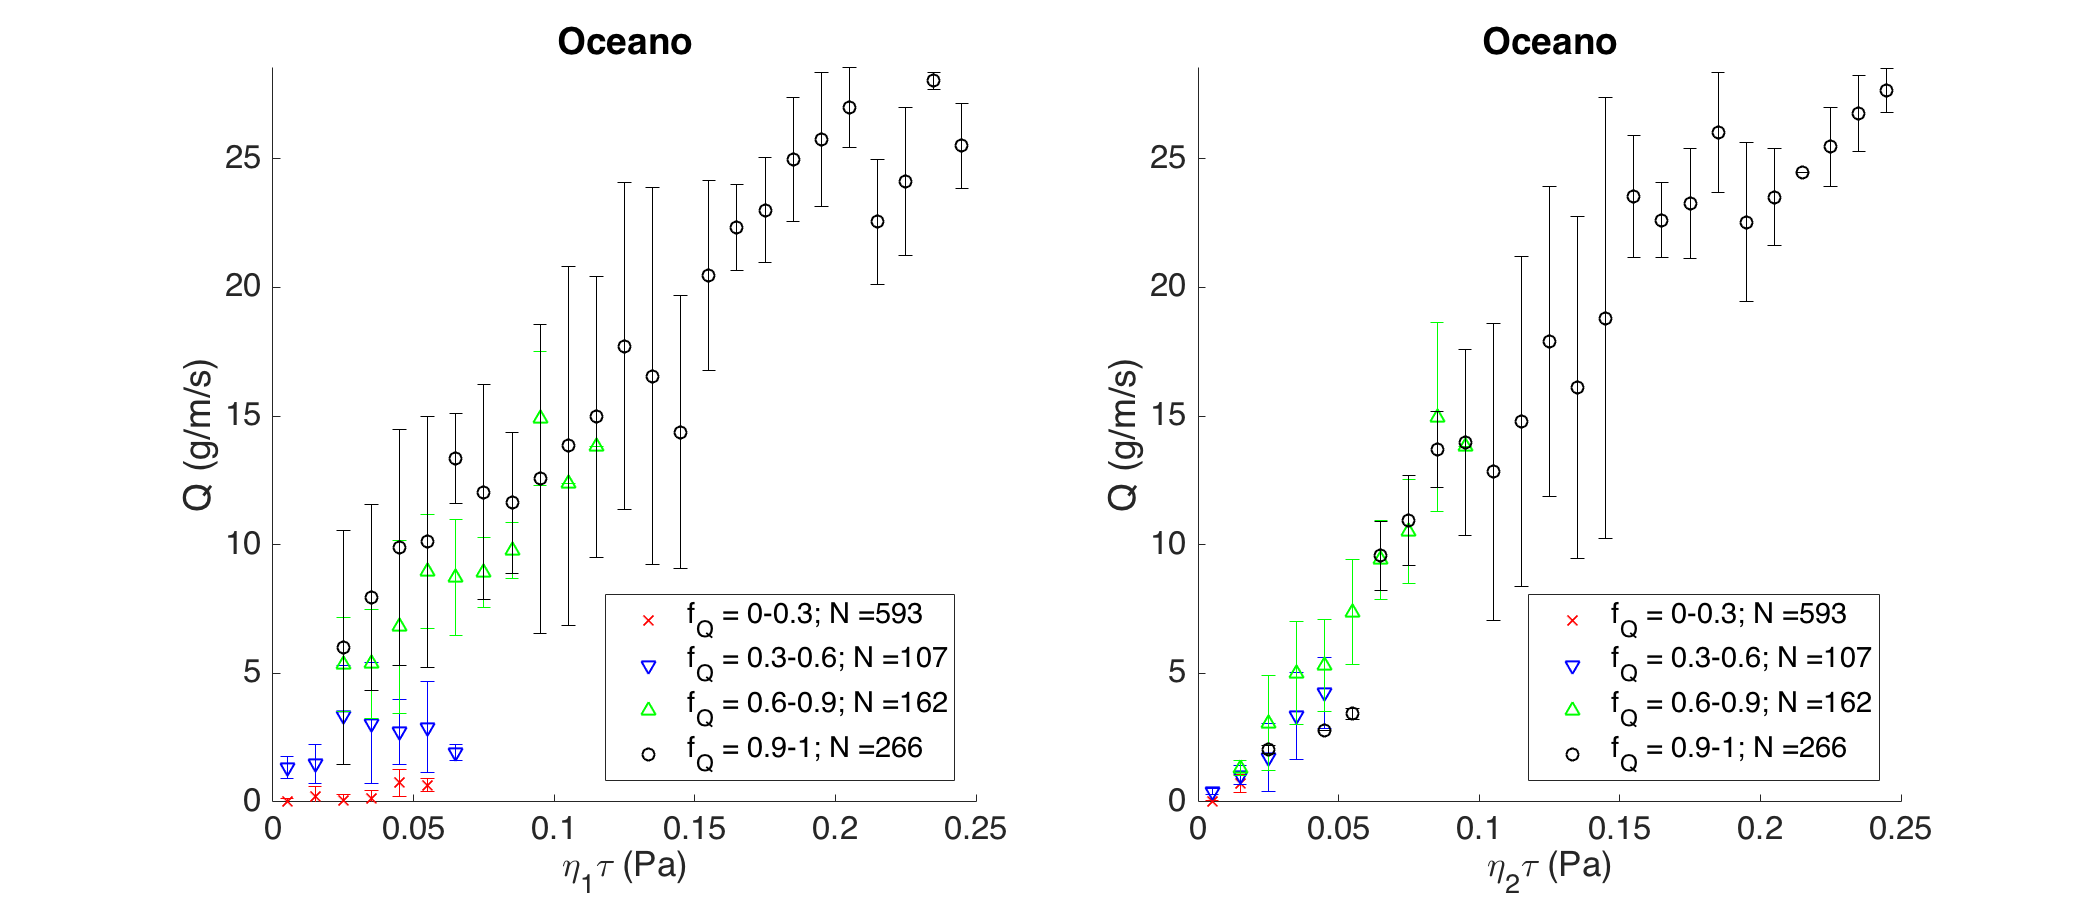 Oceano
Q (g/m/s)
25
20
15
10
5
0
0 0.05 0.1 0.15 0.2 0.25
η1τ (Pa)
fQ = 0-0.3; N =593
fQ = 0.3-0.6; N =107
fQ = 0.6-0.9; N =162
fQ = 0.9-1; N =266
Oceano
Q (g/m/s)
25
20
15
10
5
0
0 0.05 0.1 0.15 0.2 0.25
η2τ (Pa)
fQ = 0-0.3; N =593
fQ = 0.3-0.6; N =107
fQ = 0.6-0.9; N =162
fQ = 0.9-1; N =266